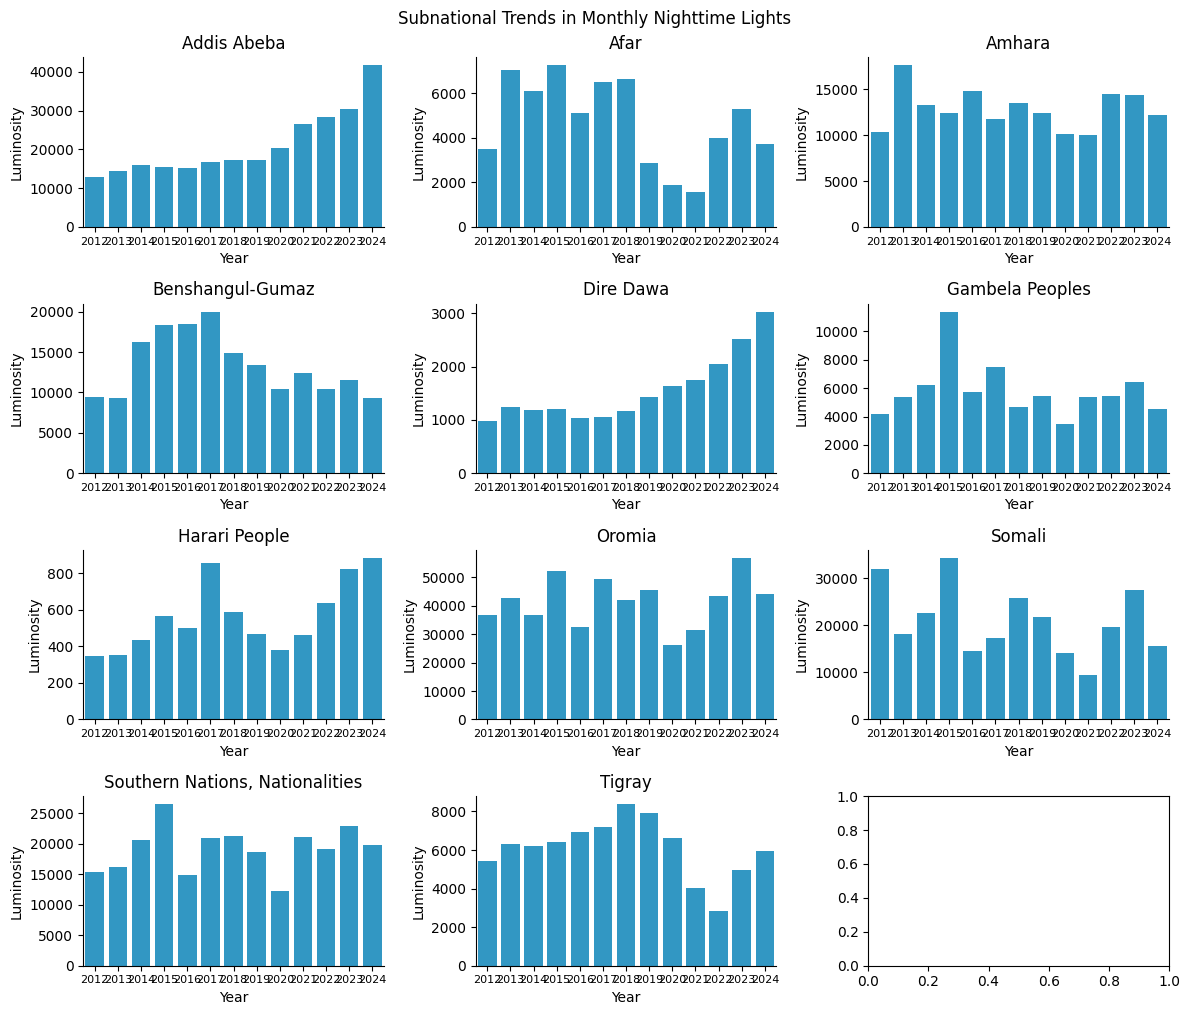 Subnational Trends in Monthly Nighttime Lights
Addis Abeba
Luminosity
40000
30000
20000
10000
0
2012 2013 2014 2015 2016 2017 2018 2019 2020 2021 2022 2023 2024
Year
Afar
Luminosity
6000
4000
2000
0
2012 2013 2014 2015 2016 2017 2018 2019 2020 2021 2022 2023 2024
Year
Amhara
Luminosity
15000
10000
5000
0
2012 2013 2014 2015 2016 2017 2018 2019 2020 2021 2022 2023 2024
Year
Benshangul-Gumaz
Luminosity
20000
15000
10000
5000
0
2012 2013 2014 2015 2016 2017 2018 2019 2020 2021 2022 2023 2024
Year
Dire Dawa
Luminosity
3000
2000
1000
0
2012 2013 2014 2015 2016 2017 2018 2019 2020 2021 2022 2023 2024
Year
Gambela Peoples
Luminosity
10000
8000
6000
4000
2000
0
2012 2013 2014 2015 2016 2017 2018 2019 2020 2021 2022 2023 2024
Year
Harari People
Luminosity
800
600
400
200
0
2012 2013 2014 2015 2016 2017 2018 2019 2020 2021 2022 2023 2024
Year
Oromia
Luminosity
50000
40000
30000
20000
10000
0
2012 2013 2014 2015 2016 2017 2018 2019 2020 2021 2022 2023 2024
Year
Somali
Luminosity
30000
20000
10000
0
2012 2013 2014 2015 2016 2017 2018 2019 2020 2021 2022 2023 2024
Year
Southern Nations, Nationalities
Luminosity
25000
20000
15000
10000
5000
0
2012 2013 2014 2015 2016 2017 2018 2019 2020 2021 2022 2023 2024
Year
Tigray
Luminosity
8000
6000
4000
2000
0
2012 2013 2014 2015 2016 2017 2018 2019 2020 2021 2022 2023 2024
Year
1.0
0.8
0.6
0.4
0.2
0.0
0.0 0.2 0.4 0.6 0.8 1.0